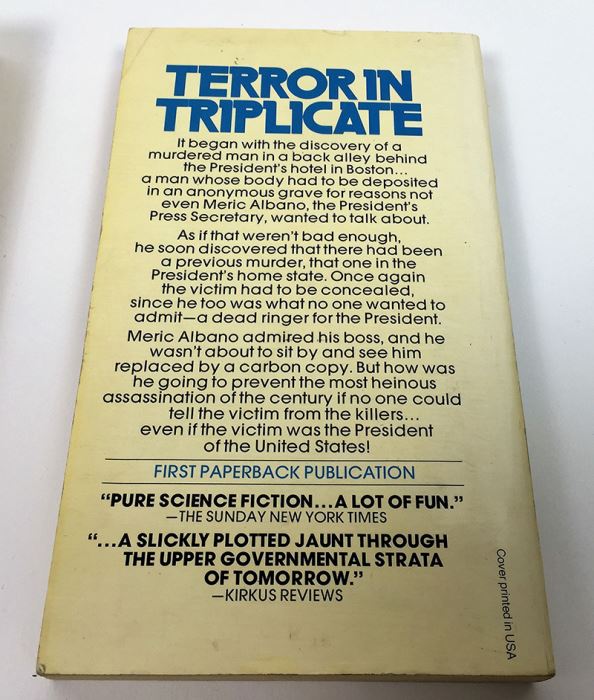 TERROR IN
TRIPLICATE
It began with the discovery of a
murdered man in a back alley behind
the President's hotel in Boston...
a man whose body had to be deposited
in an anonymous grave for reasons not
even Meric Albano, the President's
Press Secretary, wanted to talk about.
As if that weren't bad enough,
he soon discovered that there had been
a previous murder, that one in the
President's home state. Once again
the victim had to be concealed,
since he too was what no one wanted to
admit—a dead ringer for the President.
Meric Albano admired his boss, and he
wasn't about to sit by and see him
replaced by a carbon copy. But how was
he going to prevent the most heinous
assassination of the century if no one could
tell the victim from the killers...
even if the victim was the President
of the United States!
FIRST PAPERBACK PUBLICATION
“PURE SCIENCE FICTION...A LOT OF FUN.”
—THE SUNDAY NEW YORK TIMES
“...A SLICKLY PLOTTED JAUNT THROUGH
THE UPPER GOVERNMENTAL STRATA
OF TOMORROW.”
—KIRKUS REVIEWS
Cover printed in USA